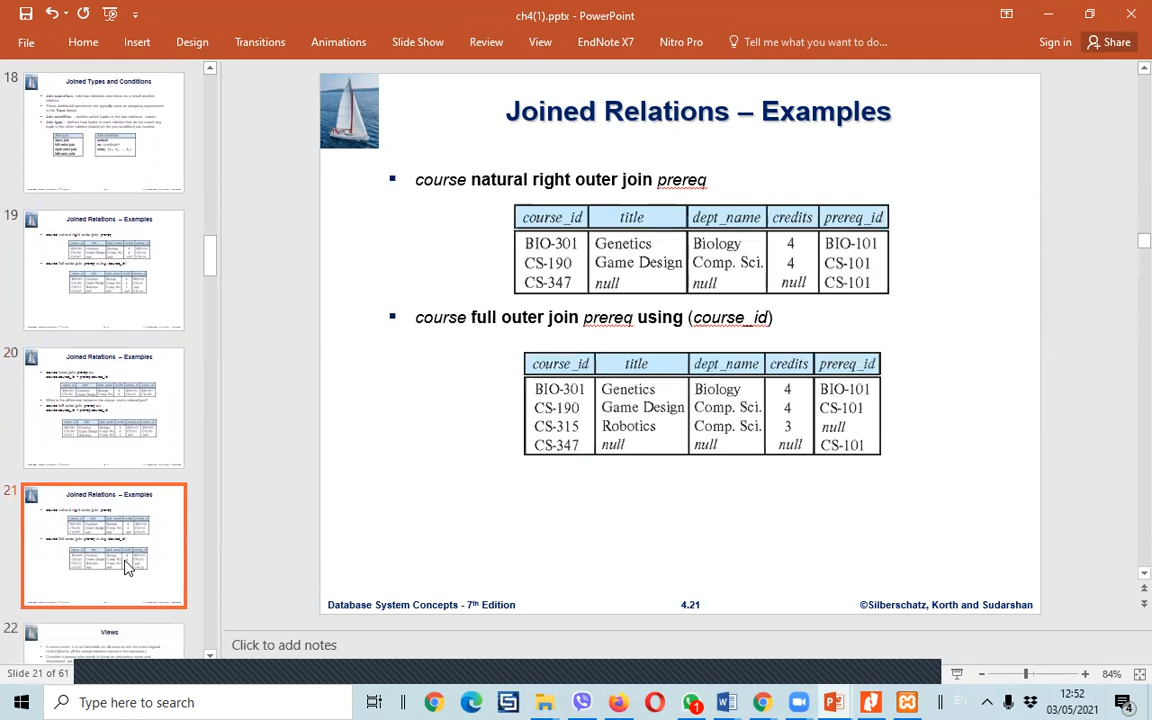 ch4(1).pptx - PowerPoint
File Home Insert Design Transitions Animations Slide Show Review View EndNote X7 Nitro Pro Tell me what you want to do... Sign in Share
18
Joined Types and Conditions
19
Joined Relations – Examples
20
Joined Relations – Examples
21
Joined Relations – Examples
22
Views
Joined Relations – Examples
course natural right outer join prereq
course_id title dept_name credits prereq_id
BIO-301 Genetics Biology 4 BIO-101
CS-190 Game Design Comp. Sci. 4 CS-101
CS-347 null null null CS-101
course full outer join prereq using (course_id)
course_id title dept_name credits prereq_id
BIO-301 Genetics Biology 4 BIO-101
CS-190 Game Design Comp. Sci. 4 CS-101
CS-315 Robotics Comp. Sci. 3 null
CS-347 null null null CS-101
Database System Concepts - 7th Edition 4.21 ©Silberschatz, Korth and Sudarshan
Click to add notes
Slide 21 of 61
84%
Type here to search
12:52
03/05/2021